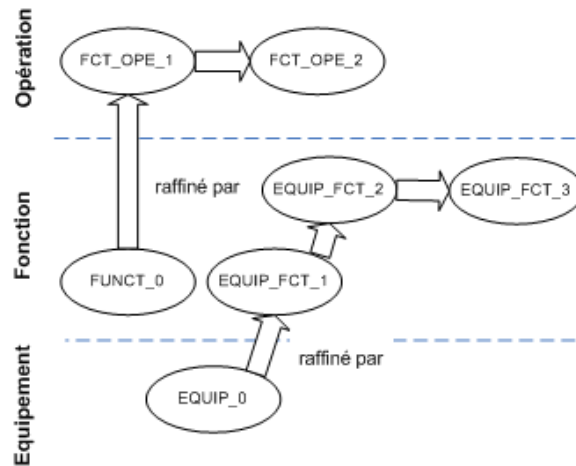 Opération
FCT_OPE_1
FCT_OPE_2
Fonction
raffiné par
EQUIP_FCT_2
EQUIP_FCT_3
FUNCT_0
EQUIP_FCT_1
Equipement
raffiné par
EQUIP_0